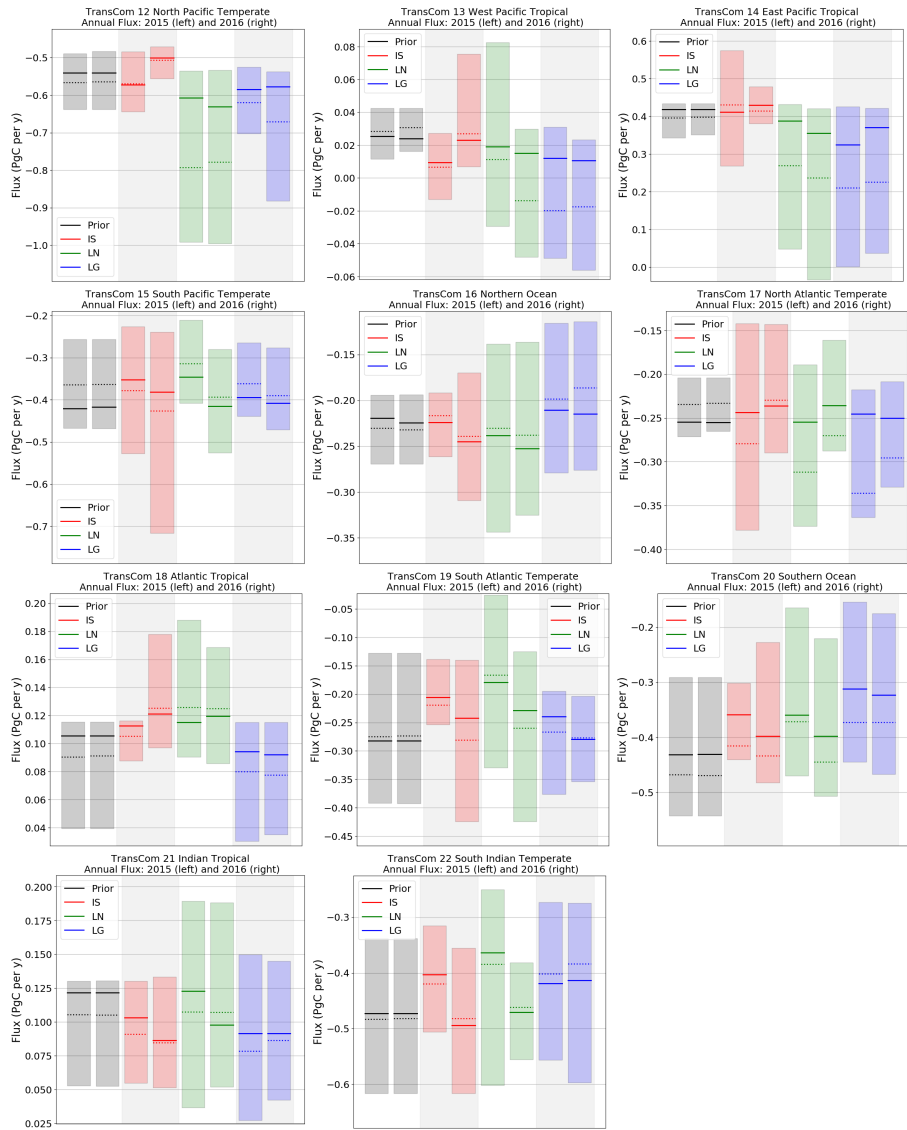 TransCom 12 North Pacific Temperate
Annual Flux: 2015 (left) and 2016 (right)
Flux (PgC per y)
−0.5
−0.6
−0.7
−0.8
−0.9
−1.0
Prior
IS
LN
LG
TransCom 13 West Pacific Tropical
Annual Flux: 2015 (left) and 2016 (right)
Flux (PgC per y)
0.08
0.06
0.04
0.02
0.00
−0.02
−0.04
−0.06
Prior
IS
LN
LG
TransCom 14 East Pacific Tropical
Annual Flux: 2015 (left) and 2016 (right)
Flux (PgC per y)
0.6
0.5
0.4
0.3
0.2
0.1
0.0
Prior
IS
LN
LG
TransCom 15 South Pacific Temperate
Annual Flux: 2015 (left) and 2016 (right)
Flux (PgC per y)
−0.2
−0.3
−0.4
−0.5
−0.6
−0.7
Prior
IS
LN
LG
TransCom 16 Northern Ocean
Annual Flux: 2015 (left) and 2016 (right)
Flux (PgC per y)
−0.15
−0.20
−0.25
−0.30
−0.35
Prior
IS
LN
LG
TransCom 17 North Atlantic Temperate
Annual Flux: 2015 (left) and 2016 (right)
Flux (PgC per y)
−0.15
−0.20
−0.25
−0.30
−0.35
−0.40
Prior
IS
LN
LG
TransCom 18 Atlantic Tropical
Annual Flux: 2015 (left) and 2016 (right)
Flux (PgC per y)
0.20
0.18
0.16
0.14
0.12
0.10
0.08
0.06
0.04
Prior
IS
LN
LG
TransCom 19 South Atlantic Temperate
Annual Flux: 2015 (left) and 2016 (right)
Flux (PgC per y)
−0.05
−0.10
−0.15
−0.20
−0.25
−0.30
−0.35
−0.40
−0.45
Prior
IS
LN
LG
TransCom 20 Southern Ocean
Annual Flux: 2015 (left) and 2016 (right)
Flux (PgC per y)
−0.2
−0.3
−0.4
−0.5
Prior
IS
LN
LG
TransCom 21 Indian Tropical
Annual Flux: 2015 (left) and 2016 (right)
Flux (PgC per y)
0.200
0.175
0.150
0.125
0.100
0.075
0.050
0.025
Prior
IS
LN
LG
TransCom 22 South Indian Temperate
Annual Flux: 2015 (left) and 2016 (right)
Flux (PgC per y)
−0.3
−0.4
−0.5
−0.6
Prior
IS
LN
LG